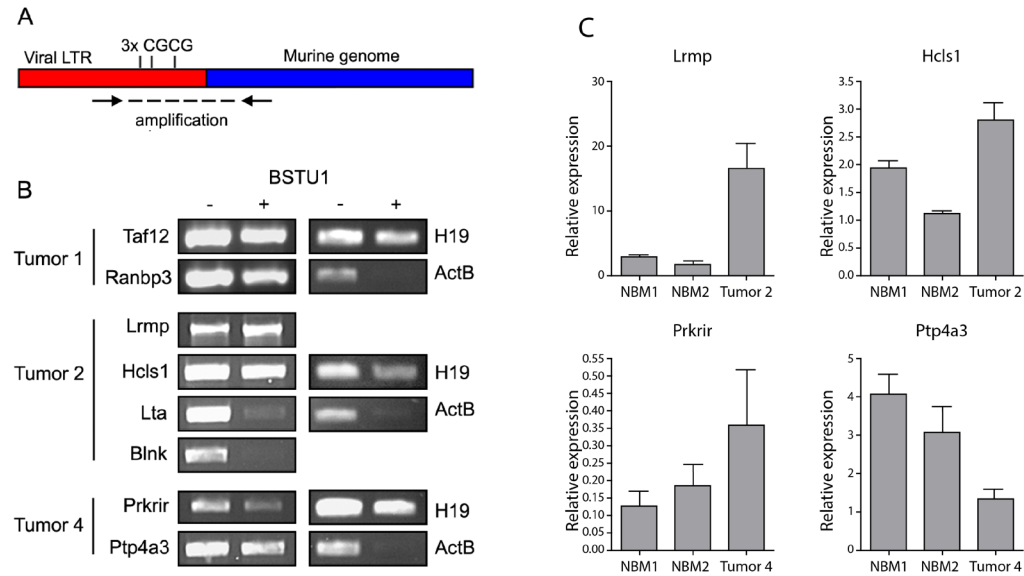 A
Viral LTR
3x CGCG
Murine genome
amplification
B
BSTU1
- + - +
Tumor 1
Taf12
H19
Ranbp3
ActB
Tumor 2
Lrmp
Hcls1
H19
Lta
ActB
Blnk
Tumor 4
Prkrir
H19
Ptp4a3
ActB
C
Lrmp
Relative expression
30
20
10
0
NBM1 NBM2 Tumor 2
Hcls1
Relative expression
3.5
3.0
2.5
2.0
1.5
1.0
0.5
0.0
NBM1 NBM2 Tumor 2
Prkrir
Relative expression
0.55
0.50
0.45
0.40
0.35
0.30
0.25
0.20
0.15
0.10
0.05
0.00
NBM1 NBM2 Tumor 4
Ptp4a3
Relative expression
5
4
3
2
1
0
NBM1 NBM2 Tumor 4